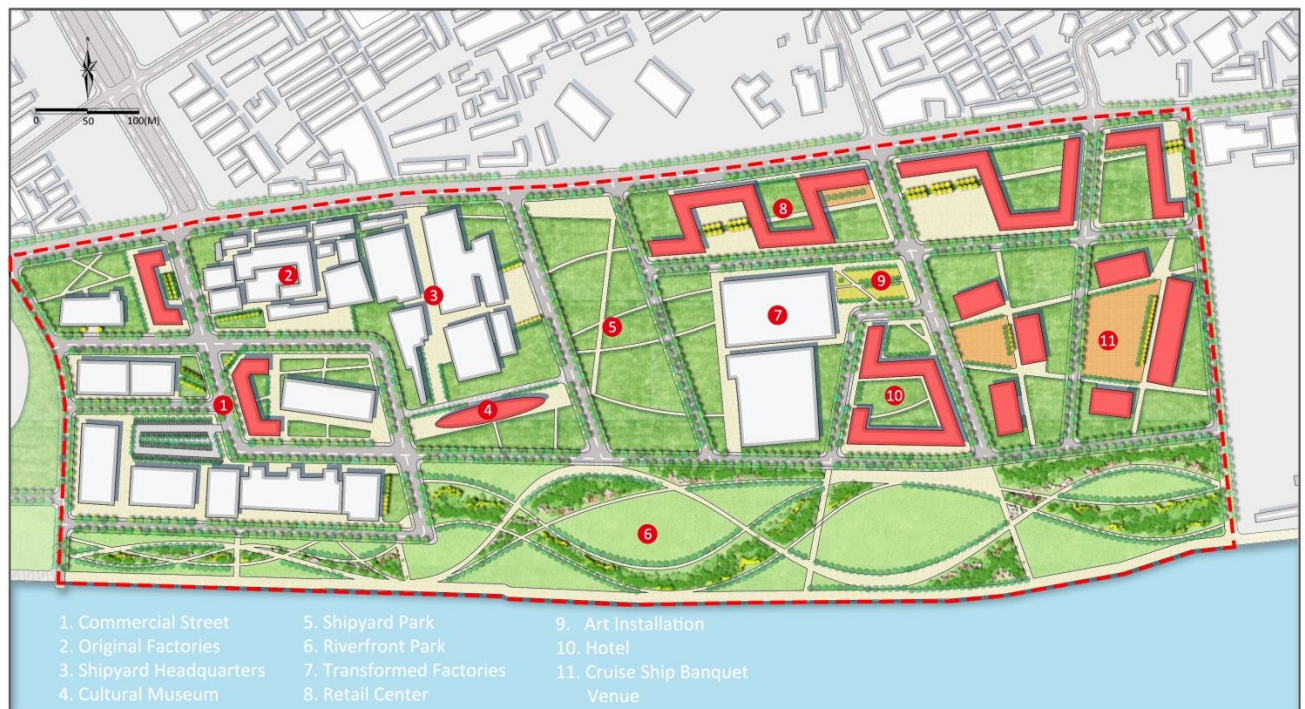 N
0 50 100(M)
8
2
9
3
7
5
11
10
1
4
6
1. Commercial Street
2. Original Factories
3. Shipyard Headquarters
4. Cultural Museum
5. Shipyard Park
6. Riverfront Park
7. Transformed Factories
8. Retail Center
9. Art Installation
10. Hotel
11. Cruise Ship Banquet
Venue